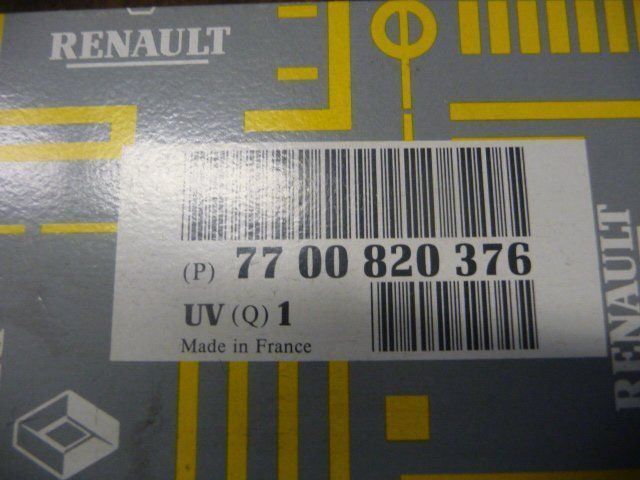 RENAULT
(P) 77 00 820 376
UV (Q) 1
Made in France
RENAULT